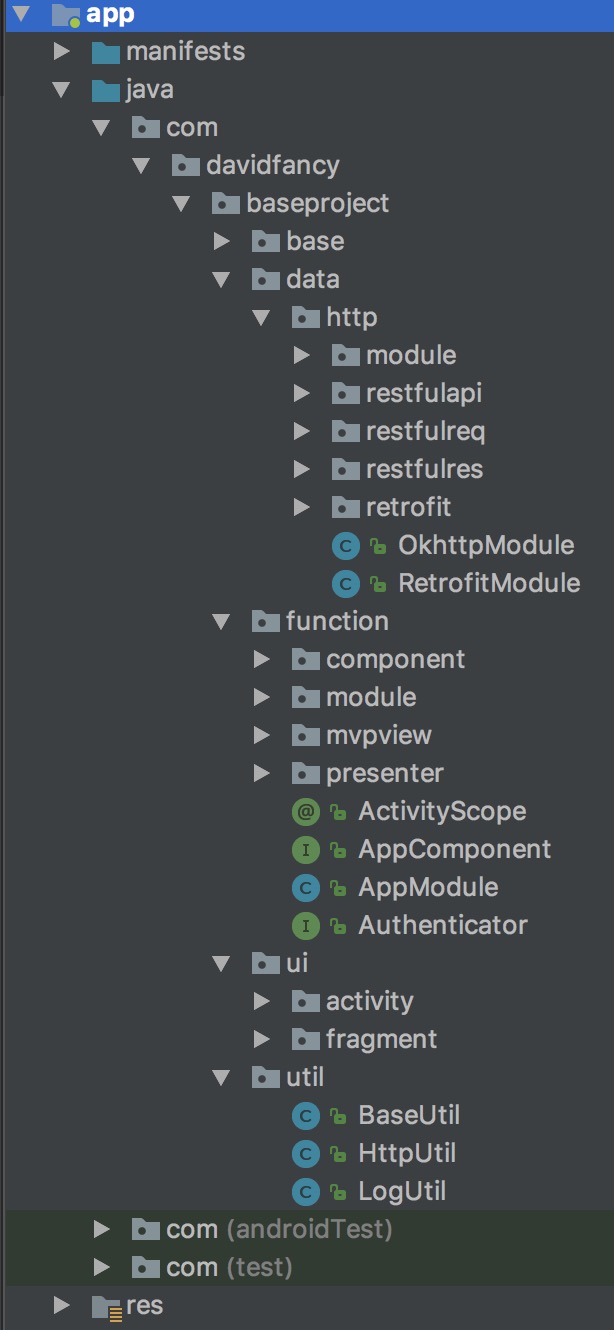 app
manifests
java
com
davidfancy
baseproject
base
data
http
module
restfulapi
restfulreq
restfulres
retrofit
C OkhttpModule
C RetrofitModule
function
component
module
mvpview
presenter
@ ActivityScope
I AppComponent
C AppModule
I Authenticator
ui
activity
fragment
util
C BaseUtil
C HttpUtil
C LogUtil
com (androidTest)
com (test)
res